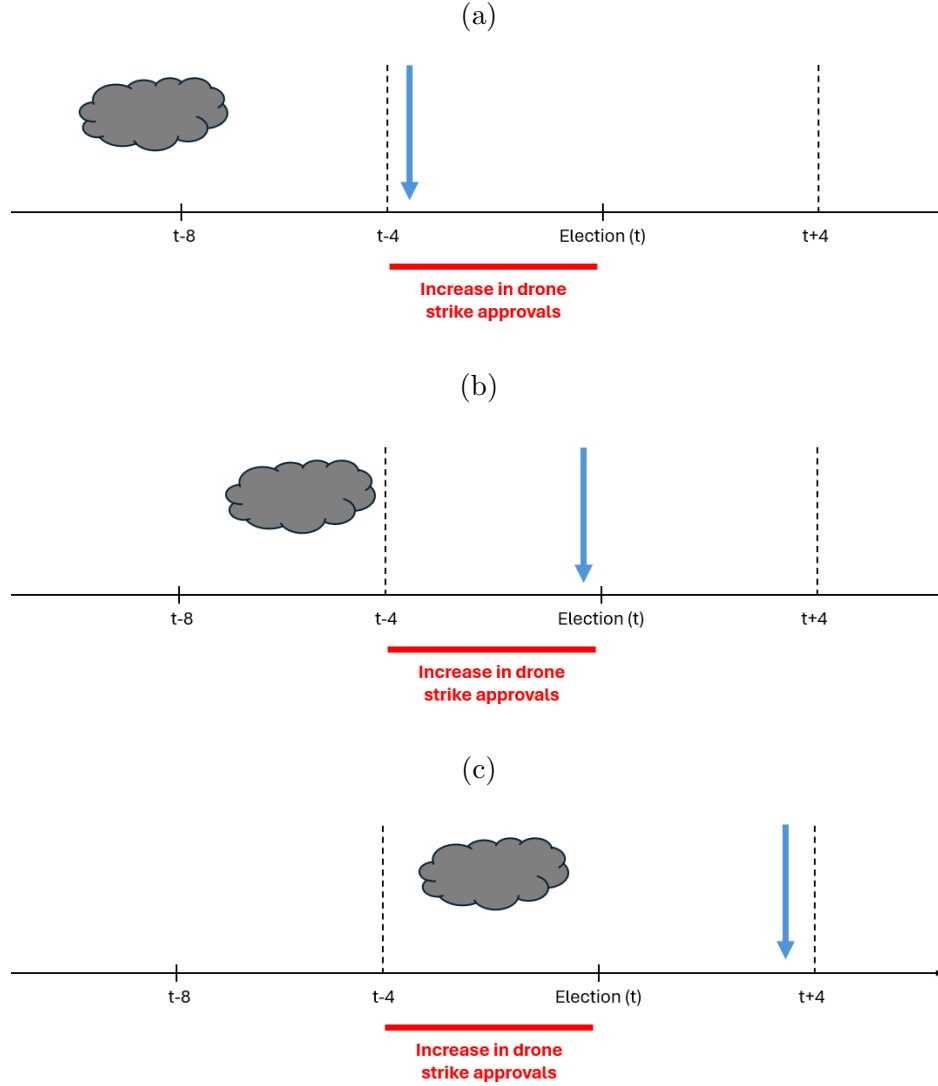 (a)
t-8
t-4
Election (t)
t+4
Increase in drone
strike approvals
(b)
t-8
t-4
Election (t)
t+4
Increase in drone
strike approvals
(c)
t-8
t-4
Election (t)
t+4
Increase in drone
strike approvals